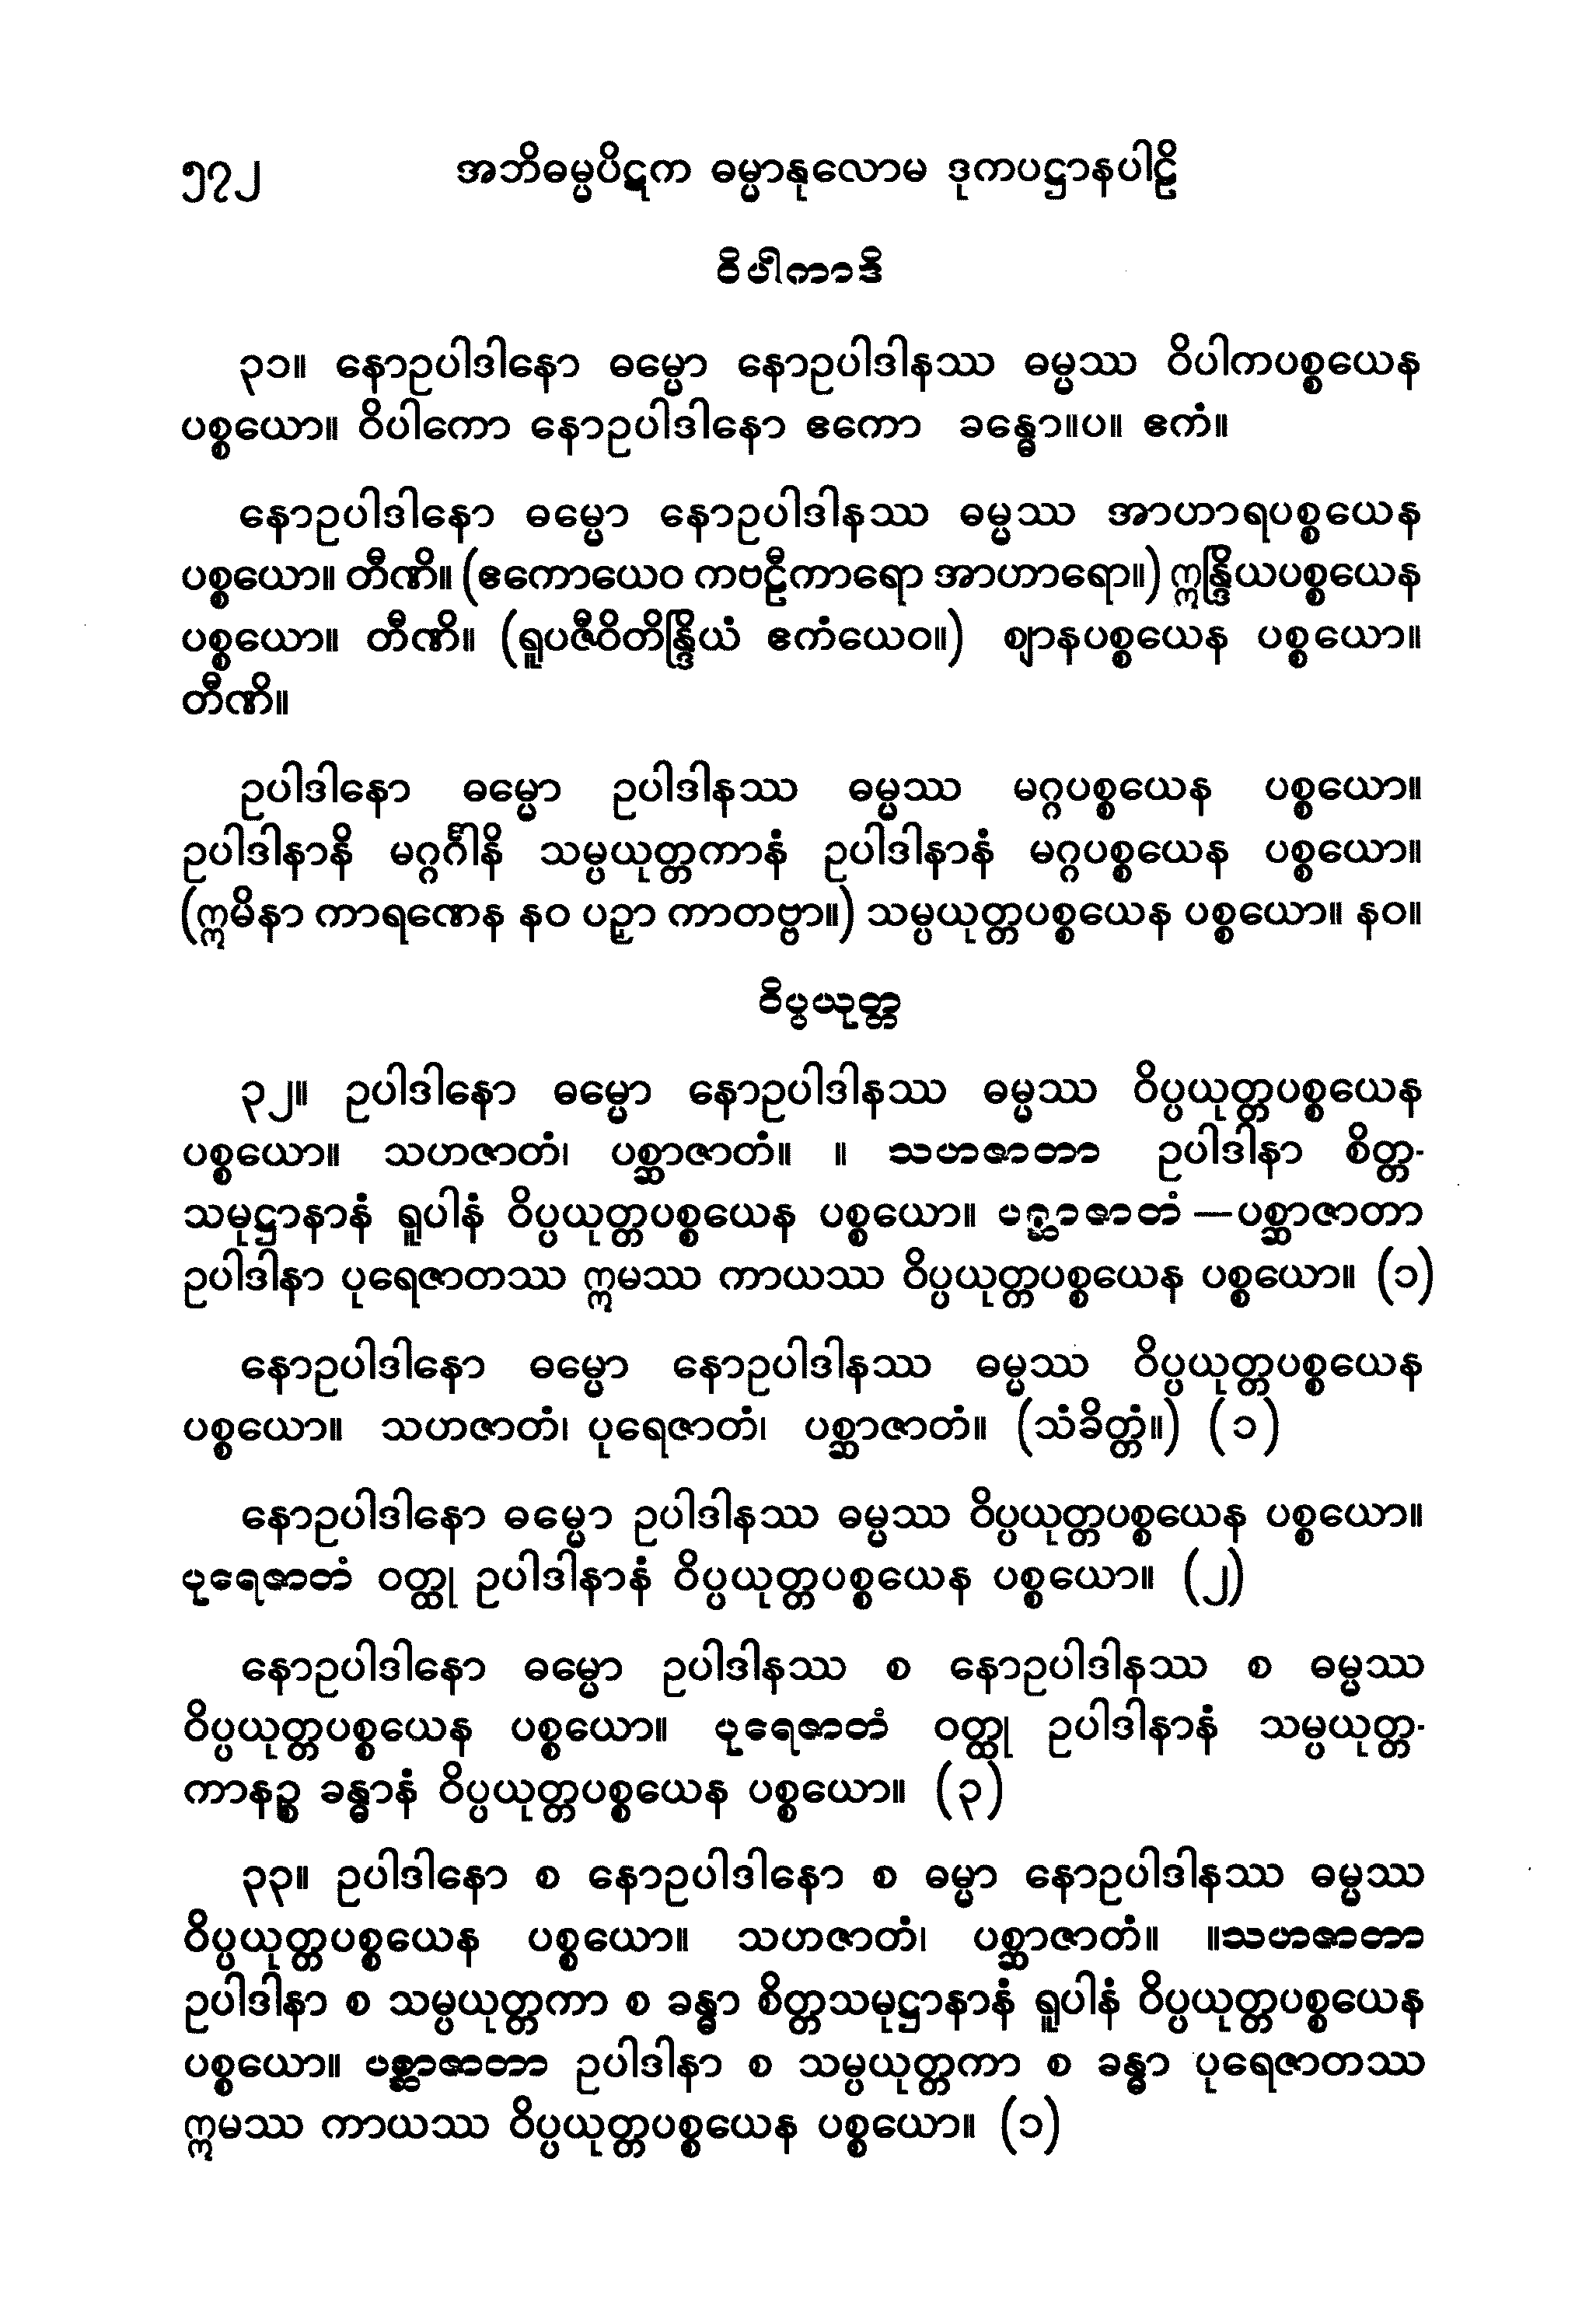 ၅၇၂ အဘိဓမ္မပိဋက ဓမ္မာနုလောမ ဒုကပဋ္ဌာနပါဠိ
ဝိပါကာဒိ
၃၁။ နောဥပါဒါနော ဓမ္မော နောဥပါဒါနဿ ဓမ္မဿ ဝိပါကပစ္စယေန
ပစ္စယော။ ဝိပါကော နောဥပါဒါနော ဧကော ခန္ဓော။ပ။ ဧကံ။
နောဥပါဒါနော ဓမ္မော နောဥပါဒါနဿ ဓမ္မဿ အာဟာရပစ္စယေန
ပစ္စယော။ တီဏိ။ (ဧကောယေဝ ကဗဠီကာရော အာဟာရော။) ဣန္ဒြိယပစ္စယေန
ပစ္စယော။ တီဏိ။ (ရူပဇီဝိတိန္ဒြိယံ ဧကံယေဝ။) ဈာနပစ္စယေန ပစ္စယော။
တီဏိ။
ဥပါဒါနော ဓမ္မော ဥပါဒါနဿ ဓမ္မဿ မဂ္ဂပစ္စယေန ပစ္စယော။
ဥပါဒါနာနိ မဂ္ဂင်္ဂါနိ သမ္ပယုတ္တကာနံ ဥပါဒါနာနံ မဂ္ဂပစ္စယေန ပစ္စယော။
(ဣမိနာ ကာရဏေန နဝ ပဉှာ ကာတဗ္ဗာ။) သမ္ပယုတ္တပစ္စယေန ပစ္စယော။ နဝ။
ဝိပ္ပယုတ္တ
၃၂။ ဥပါဒါနော ဓမ္မော နောဥပါဒါနဿ ဓမ္မဿ ဝိပ္ပယုတ္တပစ္စယေန
ပစ္စယော။ သဟဇာတံ၊ ပစ္ဆာဇာတံ။ ။ သဟဇာတာ ဥပါဒါနာ စိတ္တ-
သမုဋ္ဌာနာနံ ရူပါနံ ဝိပ္ပယုတ္တပစ္စယေန ပစ္စယော။ ပစ္ဆာဇာတံ — ပစ္ဆာဇာတာ
ဥပါဒါနာ ပုရေဇာတဿ ဣမဿ ကာယဿ ဝိပ္ပယုတ္တပစ္စယေန ပစ္စယော။ (၁)
နောဥပါဒါနော ဓမ္မော နောဥပါဒါနဿ ဓမ္မဿ ဝိပ္ပယုတ္တပစ္စယေန
ပစ္စယော။ သဟဇာတံ၊ ပုရေဇာတံ၊ ပစ္ဆာဇာတံ။ (သံခိတ္တံ။) (၁)
နောဥပါဒါနော ဓမ္မော ဥပါဒါနဿ ဓမ္မဿ ဝိပ္ပယုတ္တပစ္စယေန ပစ္စယော။
ပုရေဇာတံ ဝတ္ထု ဥပါဒါနာနံ ဝိပ္ပယုတ္တပစ္စယေန ပစ္စယော။ (၂)
နောဥပါဒါနော ဓမ္မော ဥပါဒါနဿ စ နောဥပါဒါနဿ စ ဓမ္မဿ
ဝိပ္ပယုတ္တပစ္စယေန ပစ္စယော။ ပုရေဇာတံ ဝတ္ထု ဥပါဒါနာနံ သမ္ပယုတ္တ-
ကာနဉ္စ ခန္ဓာနံ ဝိပ္ပယုတ္တပစ္စယေန ပစ္စယော။ (၃)
၃၃။ ဥပါဒါနော စ နောဥပါဒါနော စ ဓမ္မာ နောဥပါဒါနဿ ဓမ္မဿ
ဝိပ္ပယုတ္တပစ္စယေန ပစ္စယော။ သဟဇာတံ၊ ပစ္ဆာဇာတံ။ ။သဟဇာတာ
ဥပါဒါနာ စ သမ္ပယုတ္တကာ စ ခန္ဓာ စိတ္တသမုဋ္ဌာနာနံ ရူပါနံ ဝိပ္ပယုတ္တပစ္စယေန
ပစ္စယော။ ပစ္ဆာဇာတာ ဥပါဒါနာ စ သမ္ပယုတ္တကာ စ ခန္ဓာ ပုရေဇာတဿ
ဣမဿ ကာယဿ ဝိပ္ပယုတ္တပစ္စယေန ပစ္စယော။ (၁)